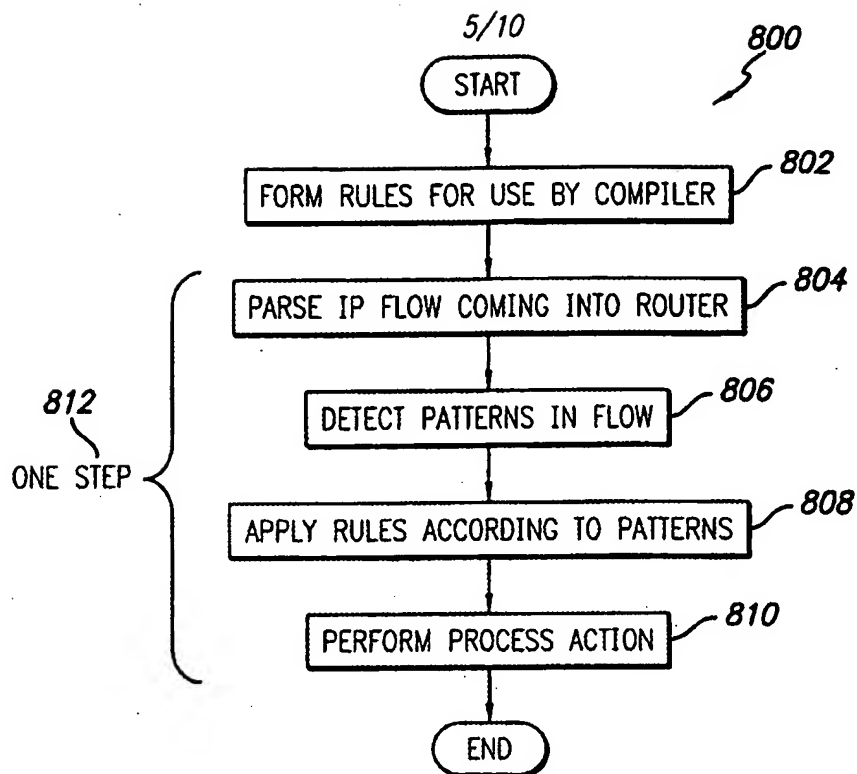 5/10
800
START
802
FORM RULES FOR USE BY COMPILER
804
PARSE IP FLOW COMING INTO ROUTER
806
DETECT PATTERNS IN FLOW
812
ONE STEP
808
APPLY RULES ACCORDING TO PATTERNS
810
PERFORM PROCESS ACTION
END